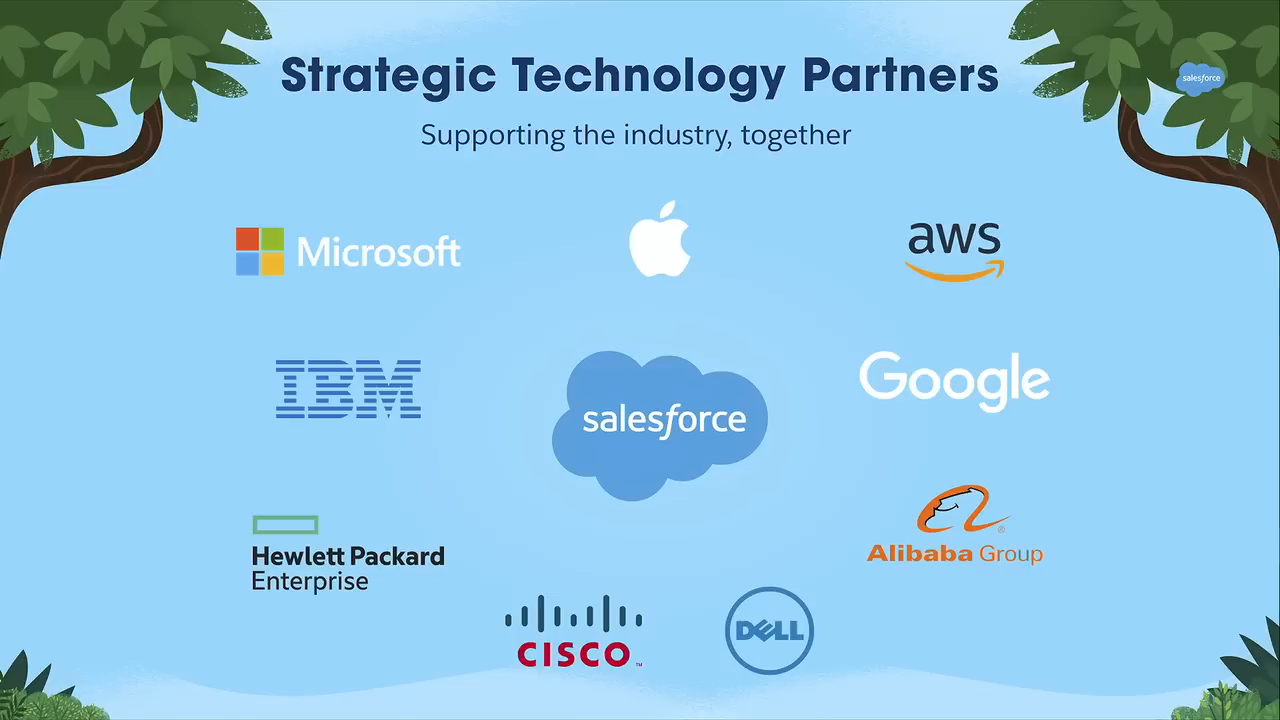 Strategic Technology Partners
salesforce
Supporting the industry, together
Microsoft
aws
IBM
salesforce
Google
Hewlett Packard
Enterprise
Alibaba Group
CISCO
DELL